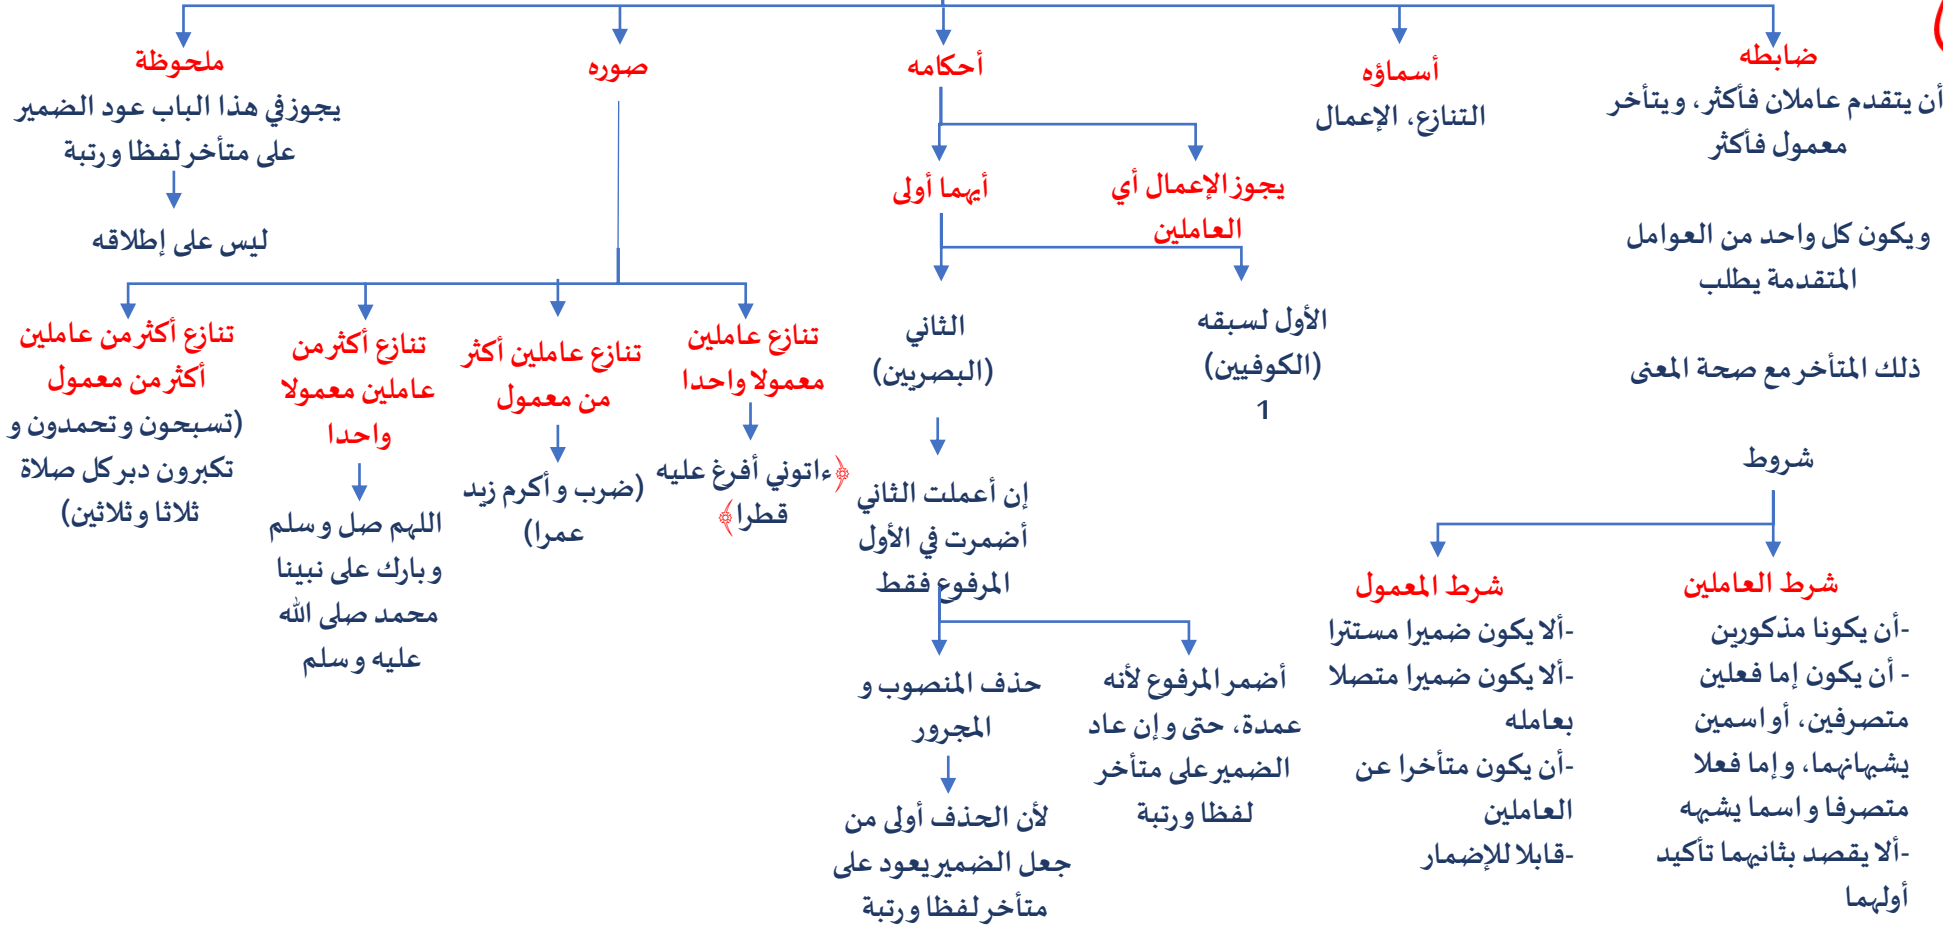 ضابطه
أن يتقدم عاملان فأكثر، ويتأخر
معمول فأكثر
ويكون كل واحد من العوامل
المتقدمة يطلب
ذلك المتأخر مع صحة المعنى
شروط
شرط العاملين
-أن يكونا مذكورين
- أن يكون إما فعلين
متصرفين، أو اسمين
يشبهانهما، وإما فعلا
متصرفا واسما يشبهه
-ألا يقصد بثانيهما تأكيد
أولهما
شرط المعمول
-ألا يكون ضميرا مستترا
-ألا يكون ضميرا متصلا
بعامله
-أن يكون متأخرا عن
العاملين
-قابلا للإضمار
أسماؤه
التنازع، الإعمال
أحكامه
يجوز الإعمال أي
العاملين
أيهما أولى
الأول لسبقه
(الكوفيين)
1
الثاني
(البصريين)
إن أعملت الثاني
أضمرت في الأول
المرفوع فقط
أضمر المرفوع لأنه
عمدة، حتى وإن عاد
الضمير على متأخر
لفظا ورتبة
حذف المنصوب و
المجرور
لأن الحذف أولى من
جعل الضمير يعود على
متأخر لفظا ورتبة
صوره
تنازع عاملين
معمولا واحدا
﴿ءاتوني أفرغ عليه
قطرا﴾
تنازع عاملين أكثر
من معمول
(ضرب وأكرم زيد
عمرا)
تنازع أكثر من
عاملين معمولا
واحدا
اللهم صل وسلم
وبارك على نبينا
محمد صلى الله
عليه وسلم
تنازع أكثر من عاملين
أكثر من معمول
(تسبحون وتحمدون و
تكبرون دبر كل صلاة
ثلاثا وثلاثين)
ملحوظة
يجوز في هذا الباب عود الضمير
على متأخر لفظا ورتبة
ليس على إطلاقه